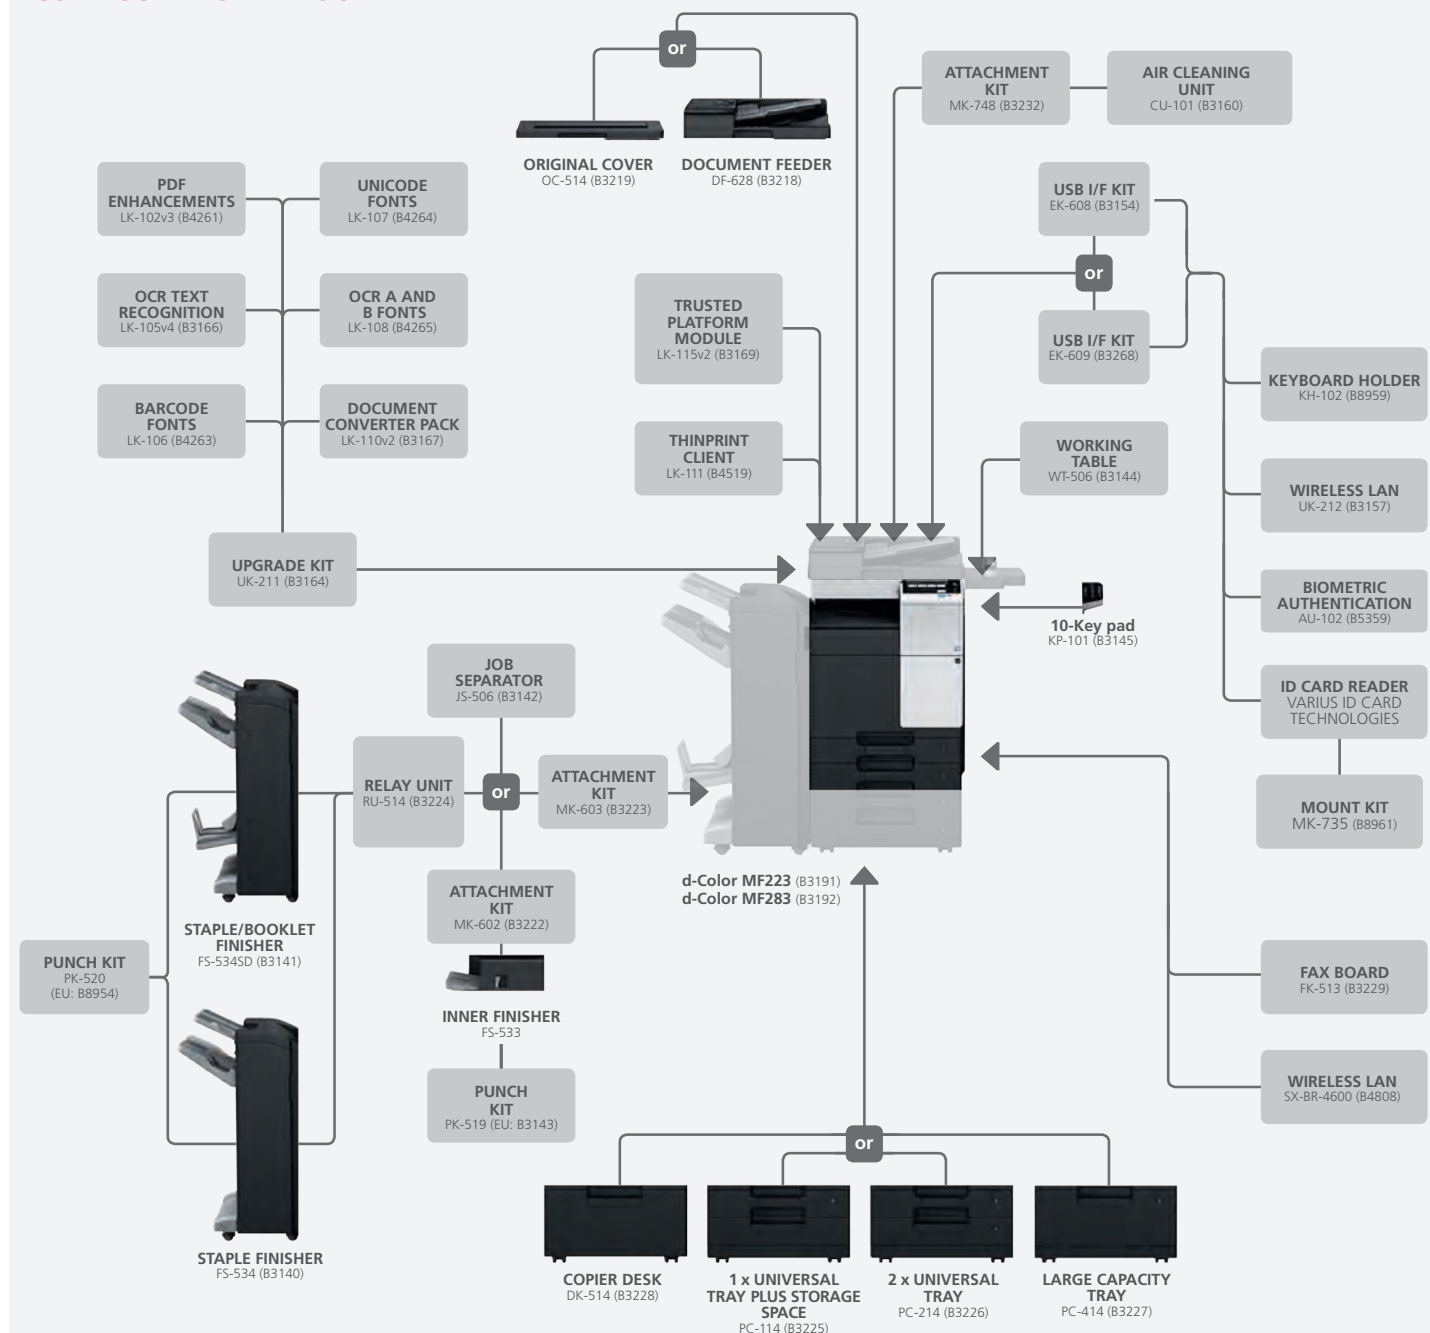 or
ATTACHMENT
KIT
MK-748 (B3232)
AIR CLEANING
UNIT
CU-101 (B3160)
ORIGINAL COVER
OC-514 (B3219)
DOCUMENT FEEDER
DF-628 (B3218)
PDF
ENHANCEMENTS
LK-102v3 (B4261)
UNICODE
FONTS
LK-107 (B4264)
USB I/F KIT
EK-608 (B3154)
or
USB I/F KIT
EK-609 (B3268)
OCR TEXT
RECOGNITION
LK-105v4 (B3166)
OCR A AND
B FONTS
LK-108 (B4265)
TRUSTED
PLATFORM
MODULE
LK-115v2 (B3169)
KEYBOARD HOLDER
KH-102 (B8959)
BARCODE
FONTS
LK-106 (B4263)
DOCUMENT
CONVERTER PACK
LK-110v2 (B3167)
THINPRINT
CLIENT
LK-111 (B4519)
WORKING
TABLE
WT-506 (B3144)
WIRELESS LAN
UK-212 (B3157)
UPGRADE KIT
UK-211 (B3164)
BIOMETRIC
AUTHENTICATION
AU-102 (B5359)
10-Key pad
KP-101 (B3145)
JOB
SEPARATOR
JS-506 (B3142)
ID CARD READER
VARIUS ID CARD
TECHNOLOGIES
RELAY UNIT
RU-514 (B3224)
or
ATTACHMENT
KIT
MK-603 (B3223)
MOUNT KIT
MK-735 (B8961)
d-Color MF223 (B3191)
d-Color MF283 (B3192)
ATTACHMENT
KIT
MK-602 (B3222)
STAPLE/BOOKLET
FINISHER
FS-534SD (B3141)
PUNCH KIT
PK-520
(EU: B8954)
INNER FINISHER
FS-533
FAX BOARD
FK-513 (B3229)
PUNCH
KIT
PK-519 (EU: B3143)
WIRELESS LAN
SX-BR-4600 (B4808)
or
STAPLE FINISHER
FS-534 (B3140)
COPIER DESK
DK-514 (B3228)
1 x UNIVERSAL
TRAY PLUS STORAGE
SPACE
PC-114 (B3225)
2 x UNIVERSAL
TRAY
PC-214 (B3226)
LARGE CAPACITY
TRAY
PC-414 (B3227)